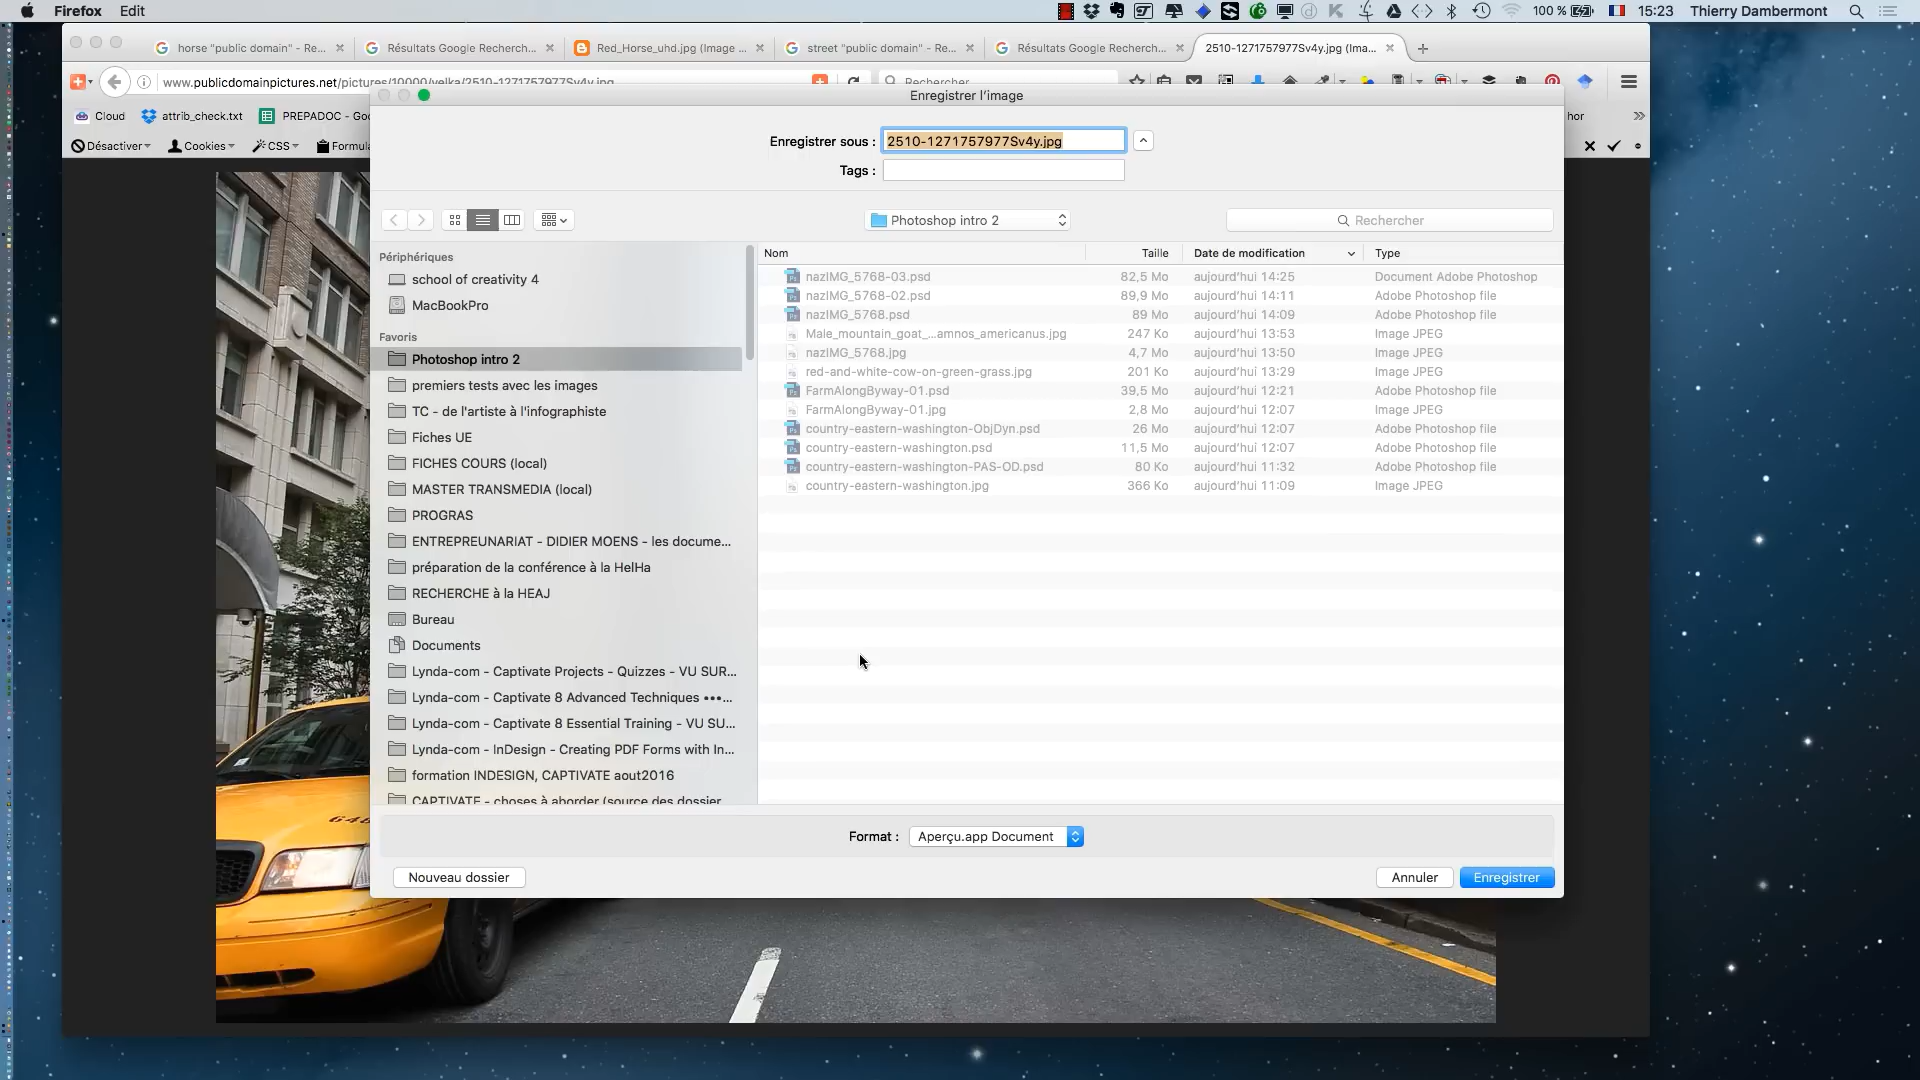 Firefox Edit 100 % 15:23 Thierry Dambermont
horse "public domain" - Re... Résultats Google Recherch... Red_Horse_uhd.jpg (Image ... street "public domain" - Re... Résultats Google Recherch... 2510-1271757977Sv4y.jpg (Ima...
www.publicdomainpictures.net/pictures/10000/velka/2510-1271757977Sv4y.jpg Rechercher
Cloud attrib_check.txt PREPADOC - Goo hor
Désactiver Cookies CSS Formula
Enregistrer l'image
Enregistrer sous : 2510-1271757977Sv4y.jpg
Tags :
Photoshop intro 2 Rechercher
Périphériques
school of creativity 4
MacBookPro
Favoris
Photoshop intro 2
premiers tests avec les images
TC - de l'artiste à l'infographiste
Fiches UE
FICHES COURS (local)
MASTER TRANSMEDIA (local)
PROGRAS
ENTREPREUNARIAT - DIDIER MOENS - les docume...
préparation de la conférence à la HelHa
RECHERCHE à la HEAJ
Bureau
Documents
Lynda-com - Captivate Projects - Quizzes - VU SUR...
Lynda-com - Captivate 8 Advanced Techniques •••...
Lynda-com - Captivate 8 Essential Training - VU SU...
Lynda-com - InDesign - Creating PDF Forms with In...
formation INDESIGN, CAPTIVATE aout2016
CAPTIVATE - choses à aborder (source des dossier
Nom Taille Date de modification Type
nazIMG_5768-03.psd 82,5 Mo aujourd'hui 14:25 Document Adobe Photoshop
nazIMG_5768-02.psd 89,9 Mo aujourd'hui 14:11 Adobe Photoshop file
nazIMG_5768.psd 89 Mo aujourd'hui 14:09 Adobe Photoshop file
Male_mountain_goat_...amnos_americanus.jpg 247 Ko aujourd'hui 13:53 Image JPEG
nazIMG_5768.jpg 4,7 Mo aujourd'hui 13:50 Image JPEG
red-and-white-cow-on-green-grass.jpg 201 Ko aujourd'hui 13:29 Image JPEG
FarmAlongByway-01.psd 39,5 Mo aujourd'hui 12:21 Adobe Photoshop file
FarmAlongByway-01.jpg 2,8 Mo aujourd'hui 12:07 Image JPEG
country-eastern-washington-ObjDyn.psd 26 Mo aujourd'hui 12:07 Adobe Photoshop file
country-eastern-washington.psd 11,5 Mo aujourd'hui 12:07 Adobe Photoshop file
country-eastern-washington-PAS-OD.psd 80 Ko aujourd'hui 11:32 Adobe Photoshop file
country-eastern-washington.jpg 366 Ko aujourd'hui 11:09 Image JPEG
Format : Aperçu.app Document
Nouveau dossier Annuler Enregistrer